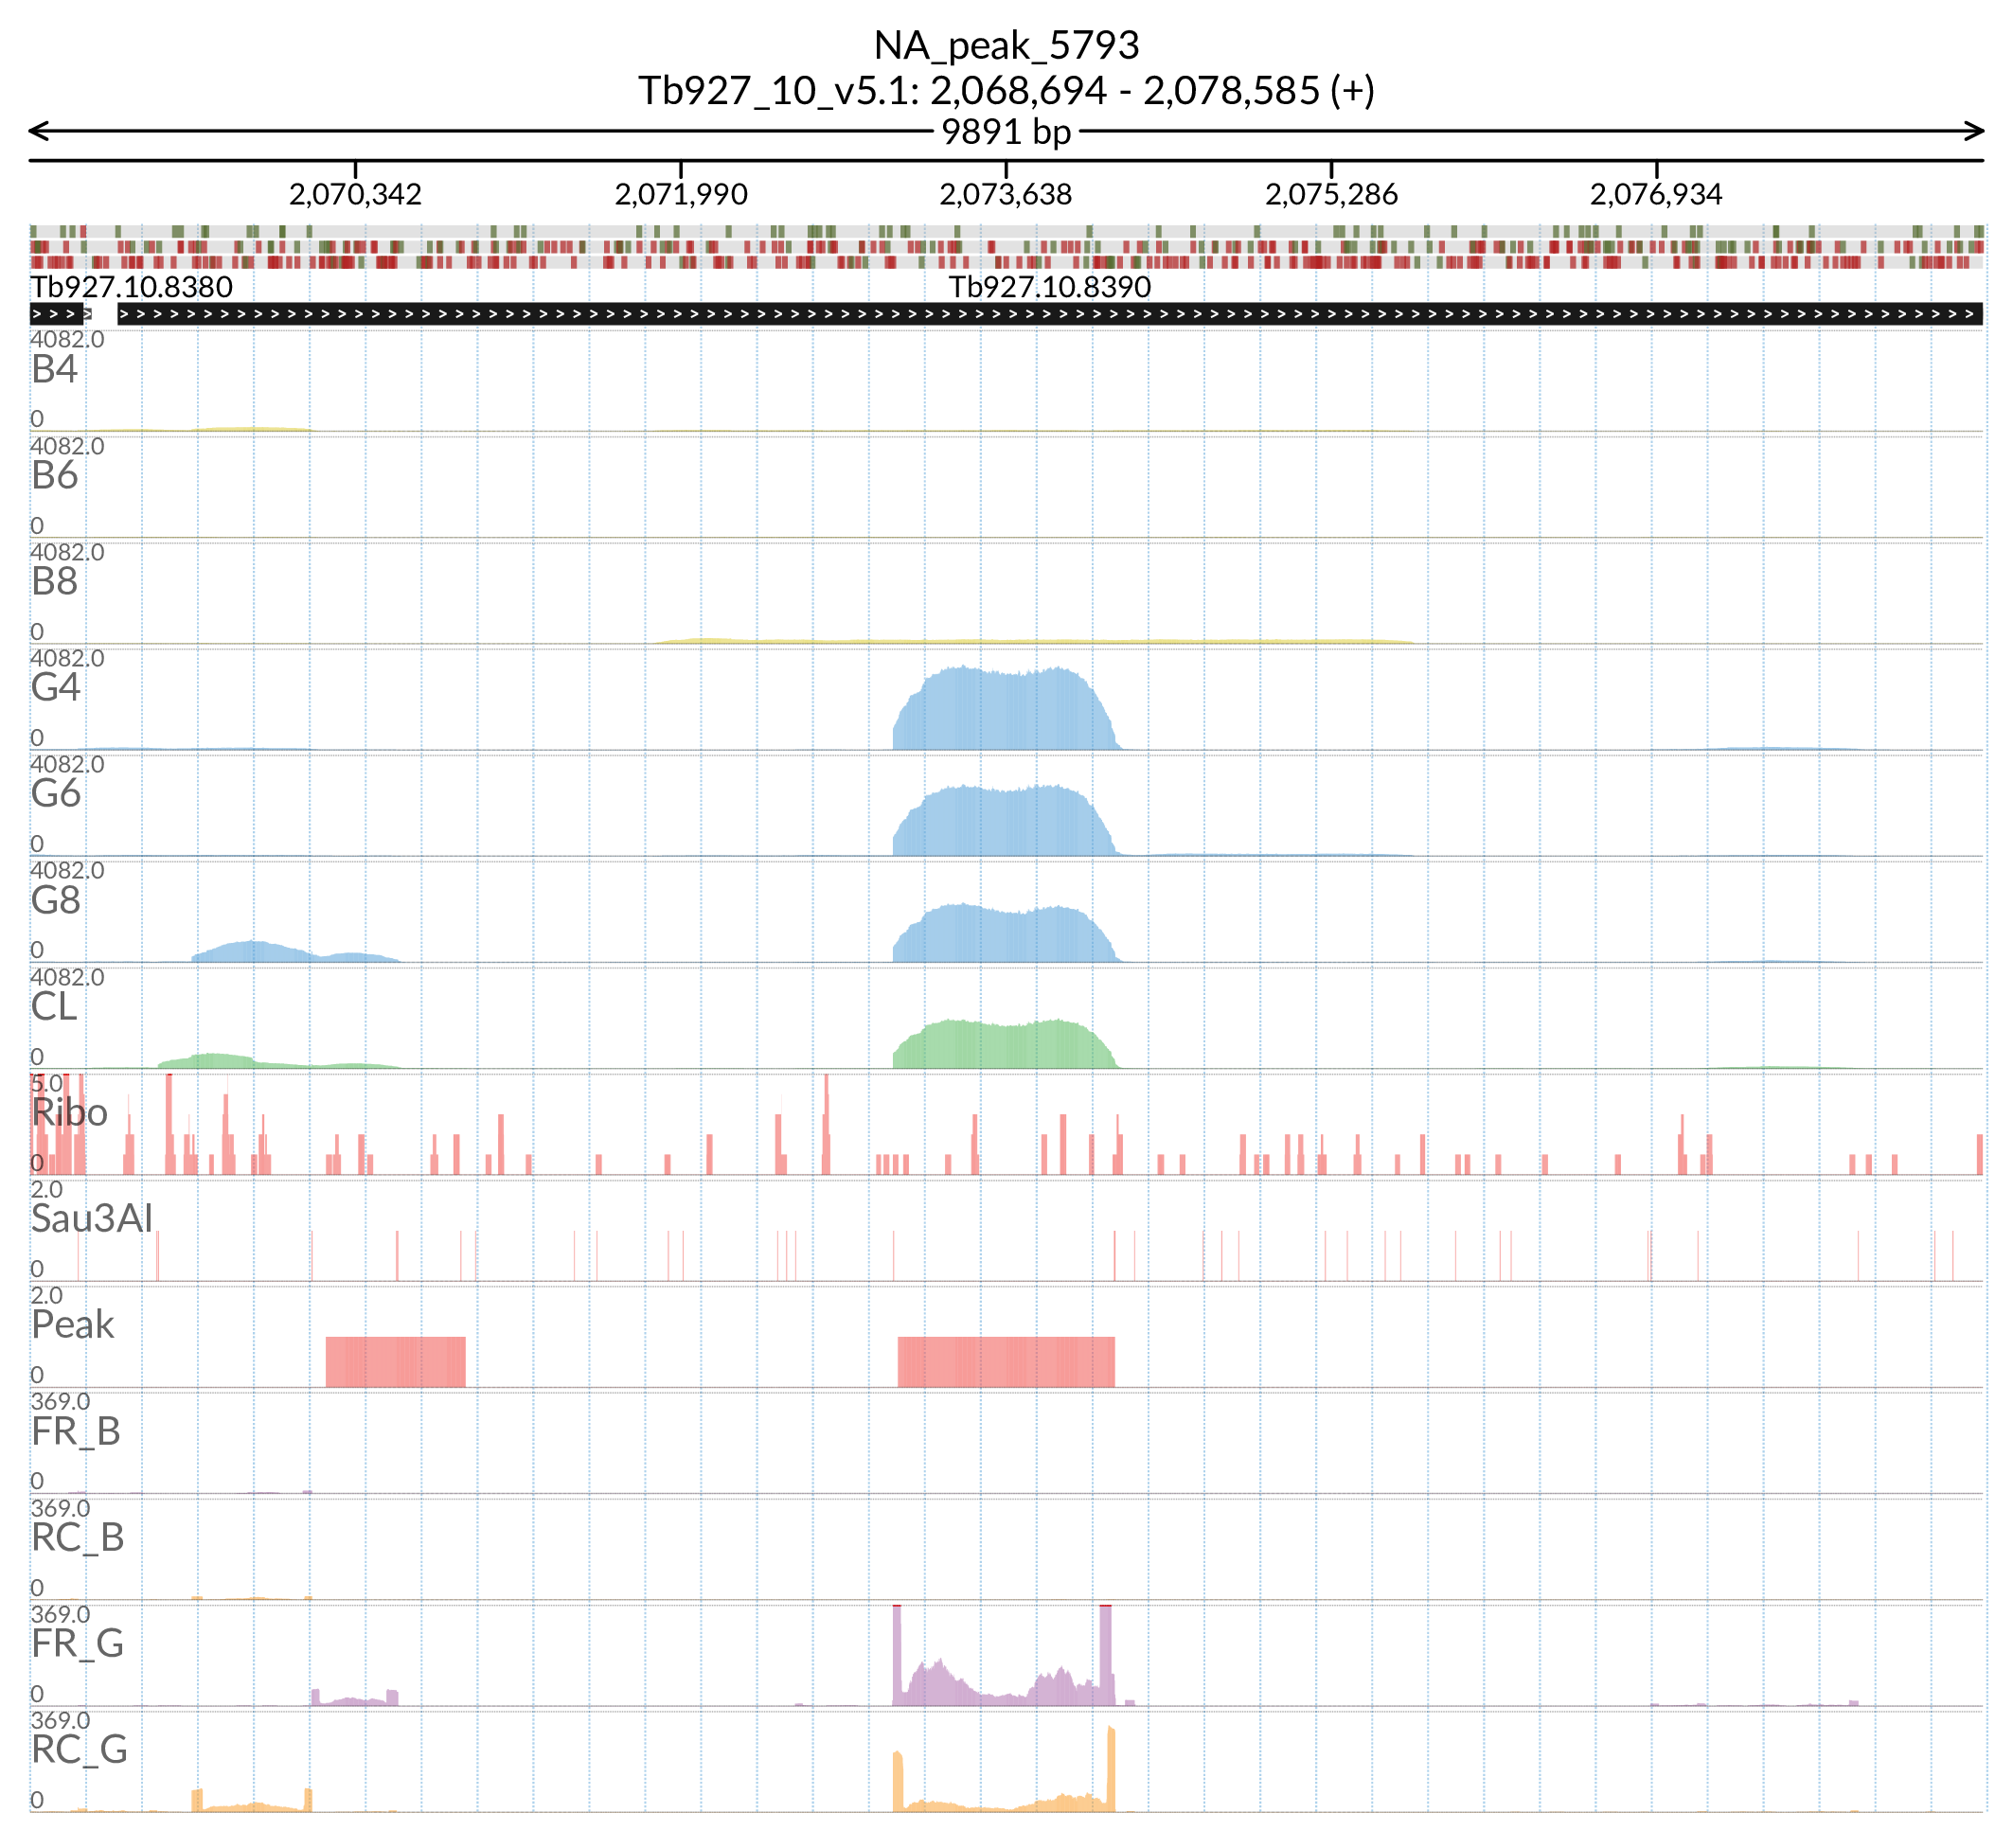 NA_peak_5793
Tb927_10_v5.1: 2,068,694 - 2,078,585 (+)
9891 bp
2,070,342 2,071,990 2,073,638 2,075,286 2,076,934
Tb927.10.8380 Tb927.10.8390
4082.0
B4
0
4082.0
B6
0
4082.0
B8
0
4082.0
G4
0
4082.0
G6
0
4082.0
G8
0
4082.0
CL
0
5.0
Ribo
0
2.0
Sau3AI
0
2.0
Peak
0
369.0
FR_B
0
369.0
RC_B
0
369.0
FR_G
0
369.0
RC_G
0